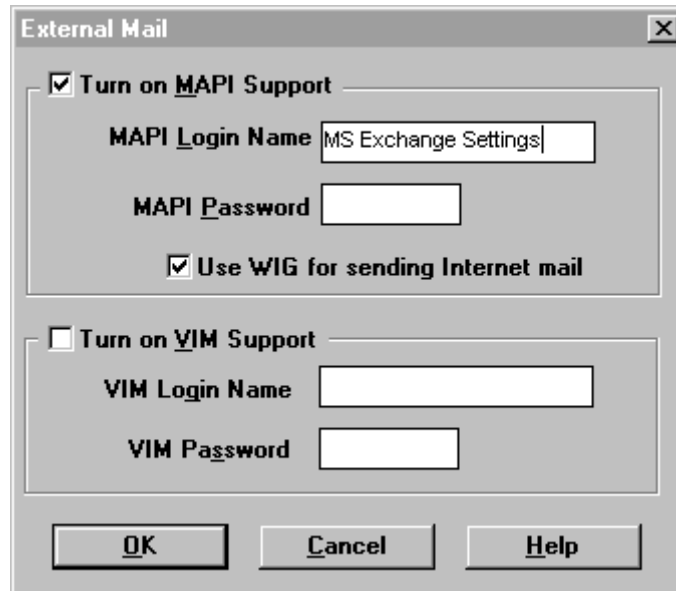 External Mail
Turn on MAPI Support
MAPI Login Name MS Exchange Settings
MAPI Password
Use WIG for sending Internet mail
Turn on VIM Support
VIM Login Name
VIM Password
OK Cancel Help